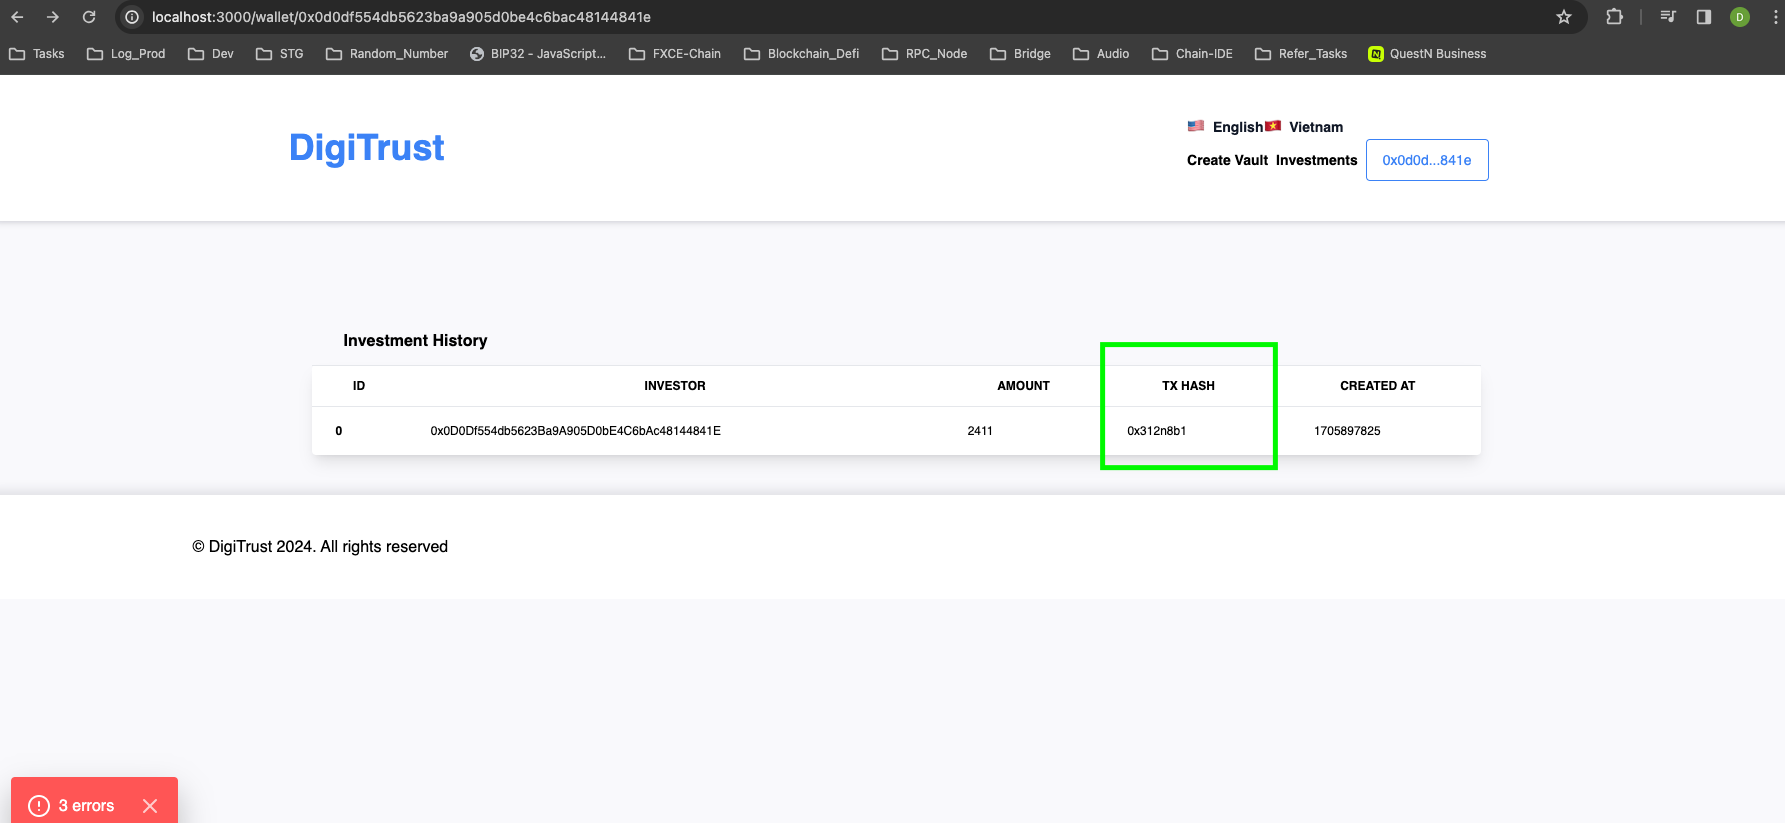 localhost:3000/wallet/0x0d0df554db5623ba9a905d0be4c6bac48144841e
D
Tasks Log_Prod Dev STG Random_Number BIP32 - JavaScript... FXCE-Chain Blockchain_Defi RPC_Node Bridge Audio Chain-IDE Refer_Tasks QuestN Business
DigiTrust
English Vietnam
Create Vault Investments 0x0d0d...841e
Investment History
ID INVESTOR AMOUNT TX HASH CREATED AT
0 0x0D0Df554db5623Ba9A905D0bE4C6bAc48144841E 2411 0x312n8b1 1705897825
© DigiTrust 2024. All rights reserved
3 errors